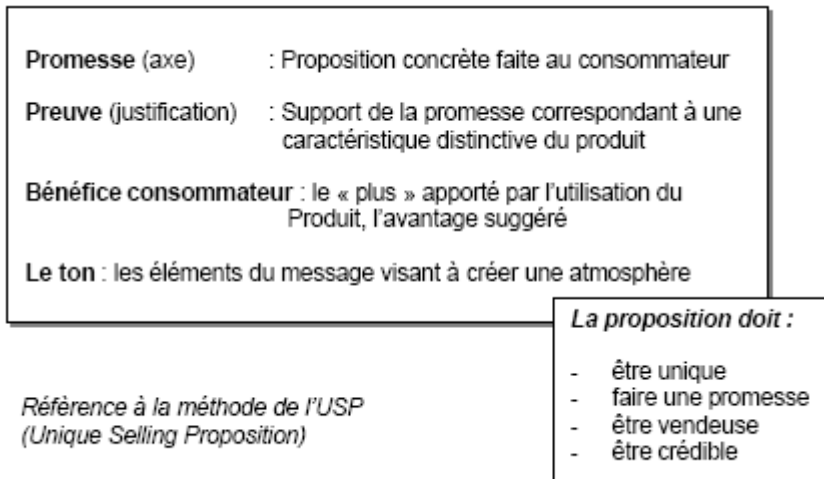 Promesse (axe) : Proposition concrète faite au consommateur
Preuve (justification) : Support de la promesse correspondant à une
caractéristique distinctive du produit
Bénéfice consommateur : le « plus » apporté par l'utilisation du
Produit, l'avantage suggéré
Le ton : les éléments du message visant à créer une atmosphère
La proposition doit :
- être unique
- faire une promesse
- être vendeuse
- être crédible
Réfèrence à la méthode de l'USP
(Unique Selling Proposition)